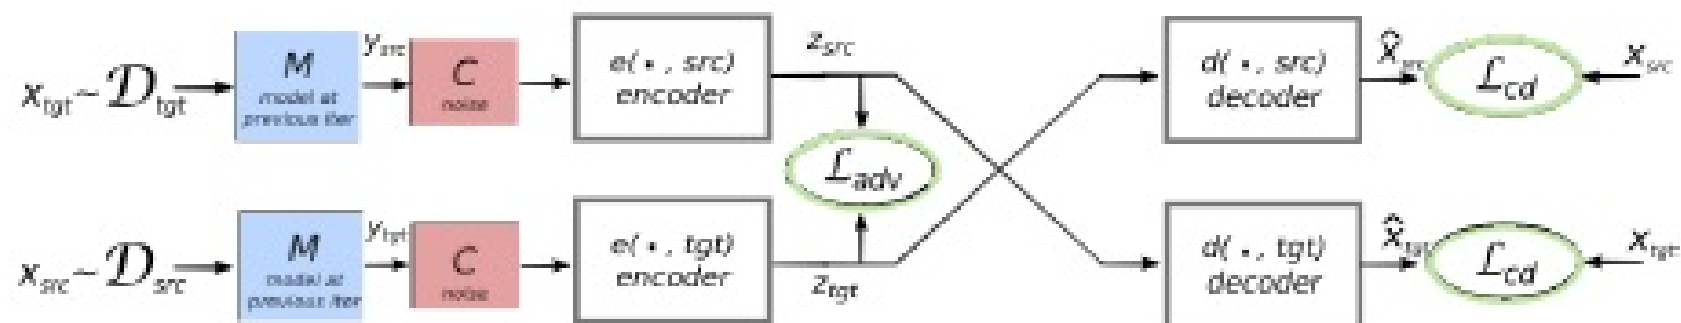 x_tgt ~ D_tgt
M
model at
previous iter
y_src
C
noise
e(•, src)
encoder
z_src
L_adv
d(•, src)
decoder
x̂_src
L_cd
x_src
x_src ~ D_src
M
model at
previous iter
y_tgt
C
noise
e(•, tgt)
encoder
z_tgt
d(•, tgt)
decoder
x̂_tgt
L_cd
x_tgt